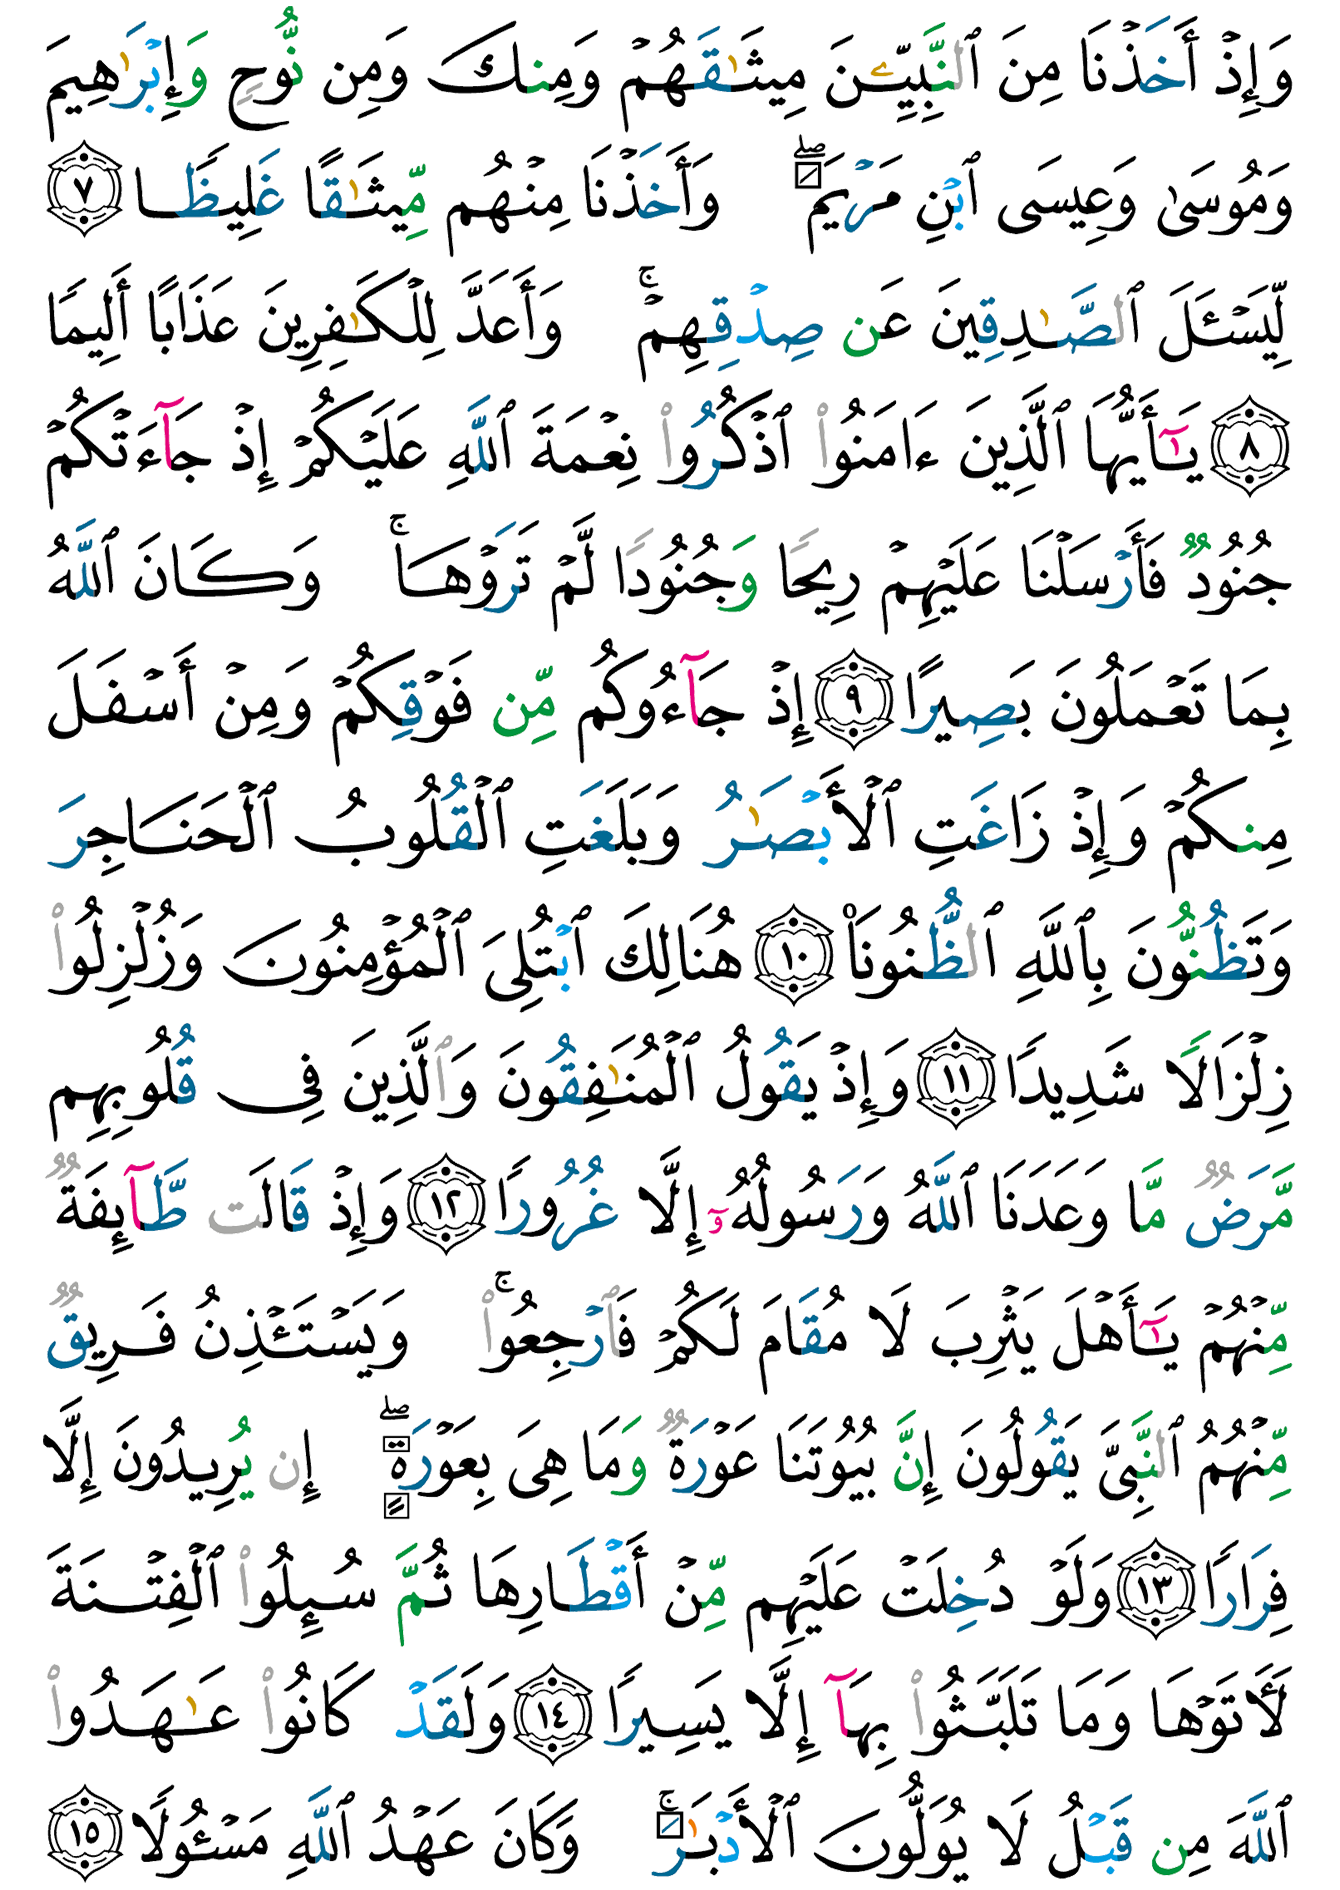 وَإِذۡ أَخَذۡنَا مِنَ ٱلنَّبِيِّـۧنَ مِيثَٰقَهُمۡ وَمِنكَ وَمِن نُّوحٖ وَإِبۡرَٰهِيمَ
وَمُوسَىٰ وَعِيسَى ٱبۡنِ مَرۡيَمَۖ وَأَخَذۡنَا مِنۡهُم مِّيثَٰقًا غَلِيظٗا ٧
لِّيَسۡـَٔلَ ٱلصَّٰدِقِينَ عَن صِدۡقِهِمۡۚ وَأَعَدَّ لِلۡكَٰفِرِينَ عَذَابًا أَلِيمٗا
٨ يَٰٓأَيُّهَا ٱلَّذِينَ ءَامَنُواْ ٱذۡكُرُواْ نِعۡمَةَ ٱللَّهِ عَلَيۡكُمۡ إِذۡ جَآءَتۡكُمۡ
جُنُودٞ فَأَرۡسَلۡنَا عَلَيۡهِمۡ رِيحٗا وَجُنُودٗا لَّمۡ تَرَوۡهَاۚ وَكَانَ ٱللَّهُ
بِمَا تَعۡمَلُونَ بَصِيرًا ٩ إِذۡ جَآءُوكُم مِّن فَوۡقِكُمۡ وَمِنۡ أَسۡفَلَ
مِنكُمۡ وَإِذۡ زَاغَتِ ٱلۡأَبۡصَٰرُ وَبَلَغَتِ ٱلۡقُلُوبُ ٱلۡحَنَاجِرَ
وَتَظُنُّونَ بِٱللَّهِ ٱلظُّنُونَا۠ ١٠ هُنَالِكَ ٱبۡتُلِيَ ٱلۡمُؤۡمِنُونَ وَزُلۡزِلُواْ
زِلۡزَالٗا شَدِيدٗا ١١ وَإِذۡ يَقُولُ ٱلۡمُنَٰفِقُونَ وَٱلَّذِينَ فِي قُلُوبِهِم
مَّرَضٞ مَّا وَعَدَنَا ٱللَّهُ وَرَسُولُهُۥٓ إِلَّا غُرُورٗا ١٢ وَإِذۡ قَالَت طَّآئِفَةٞ
مِّنۡهُمۡ يَٰٓأَهۡلَ يَثۡرِبَ لَا مُقَامَ لَكُمۡ فَٱرۡجِعُواْۚ وَيَسۡتَـٔۡذِنُ فَرِيقٞ
مِّنۡهُمُ ٱلنَّبِيَّ يَقُولُونَ إِنَّ بُيُوتَنَا عَوۡرَةٞ وَمَا هِيَ بِعَوۡرَةٍۖ إِن يُرِيدُونَ إِلَّا
فِرَارٗا ١٣ وَلَوۡ دُخِلَتۡ عَلَيۡهِم مِّنۡ أَقۡطَارِهَا ثُمَّ سُئِلُواْ ٱلۡفِتۡنَةَ
لَأٓتَوۡهَا وَمَا تَلَبَّثُواْ بِهَآ إِلَّا يَسِيرٗا ١٤ وَلَقَدۡ كَانُواْ عَٰهَدُواْ
ٱللَّهَ مِن قَبۡلُ لَا يُوَلُّونَ ٱلۡأَدۡبَٰرَۚ وَكَانَ عَهۡدُ ٱللَّهِ مَسۡـُٔولٗا ١٥